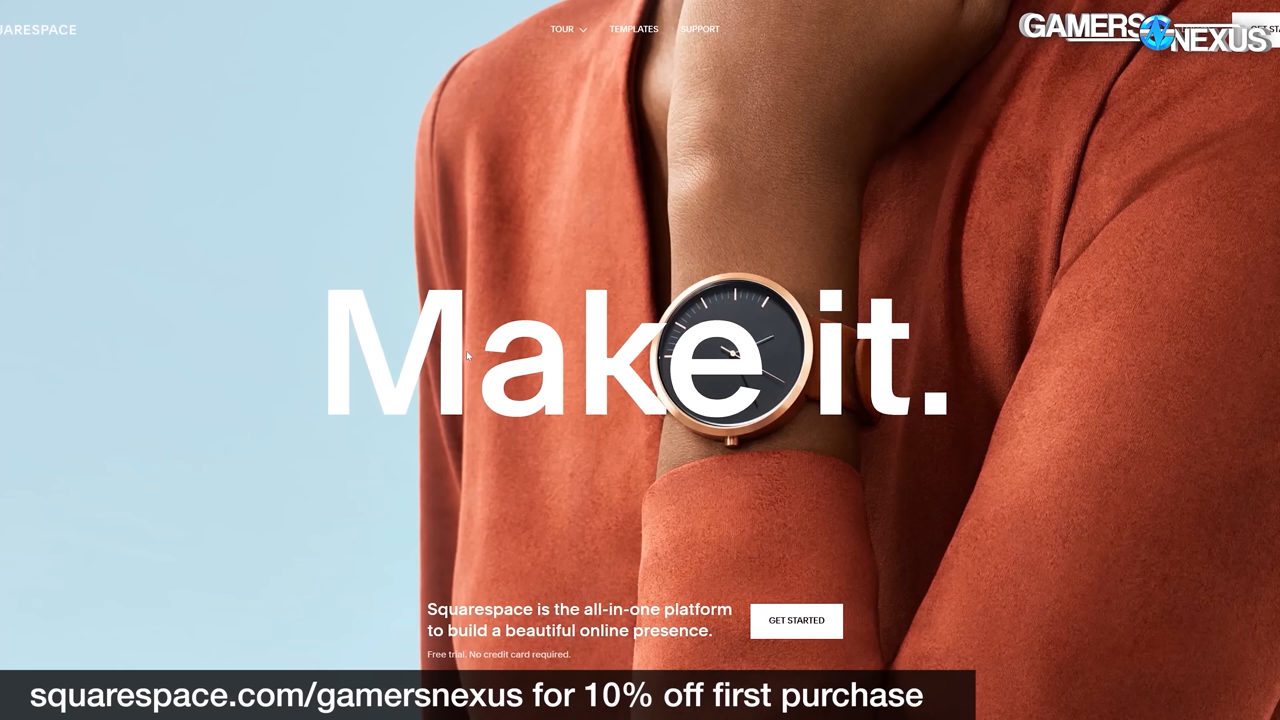 UARESPACE
TOUR
TEMPLATES
SUPPORT
GAMERS NEXUS
Make it.
Squarespace is the all-in-one platform
to build a beautiful online presence.
GET STARTED
Free trial. No credit card required.
squarespace.com/gamersnexus for 10% off first purchase